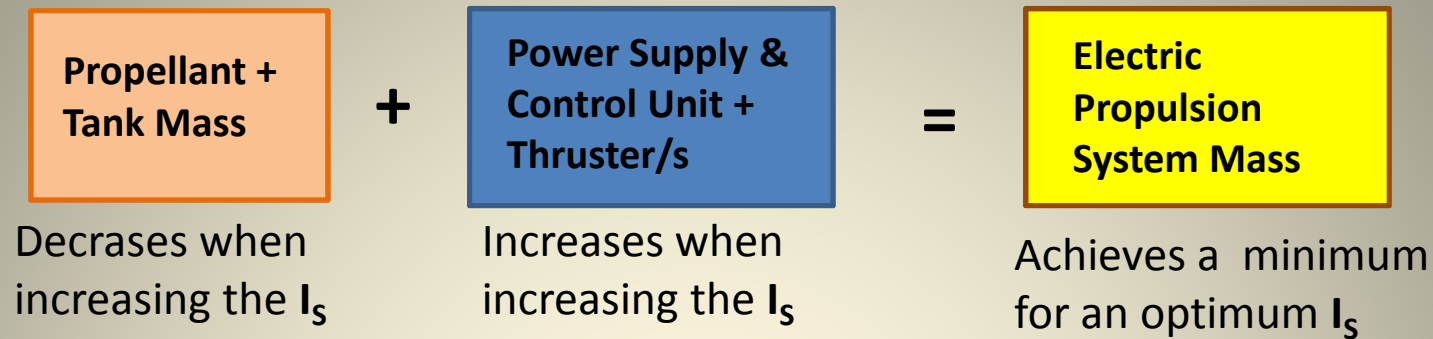 Propellant +
Tank Mass
+
Power Supply &
Control Unit +
Thruster/s
=
Electric
Propulsion
System Mass
Decrases when
increasing the Is
Increases when
increasing the Is
Achieves a minimum
for an optimum Is